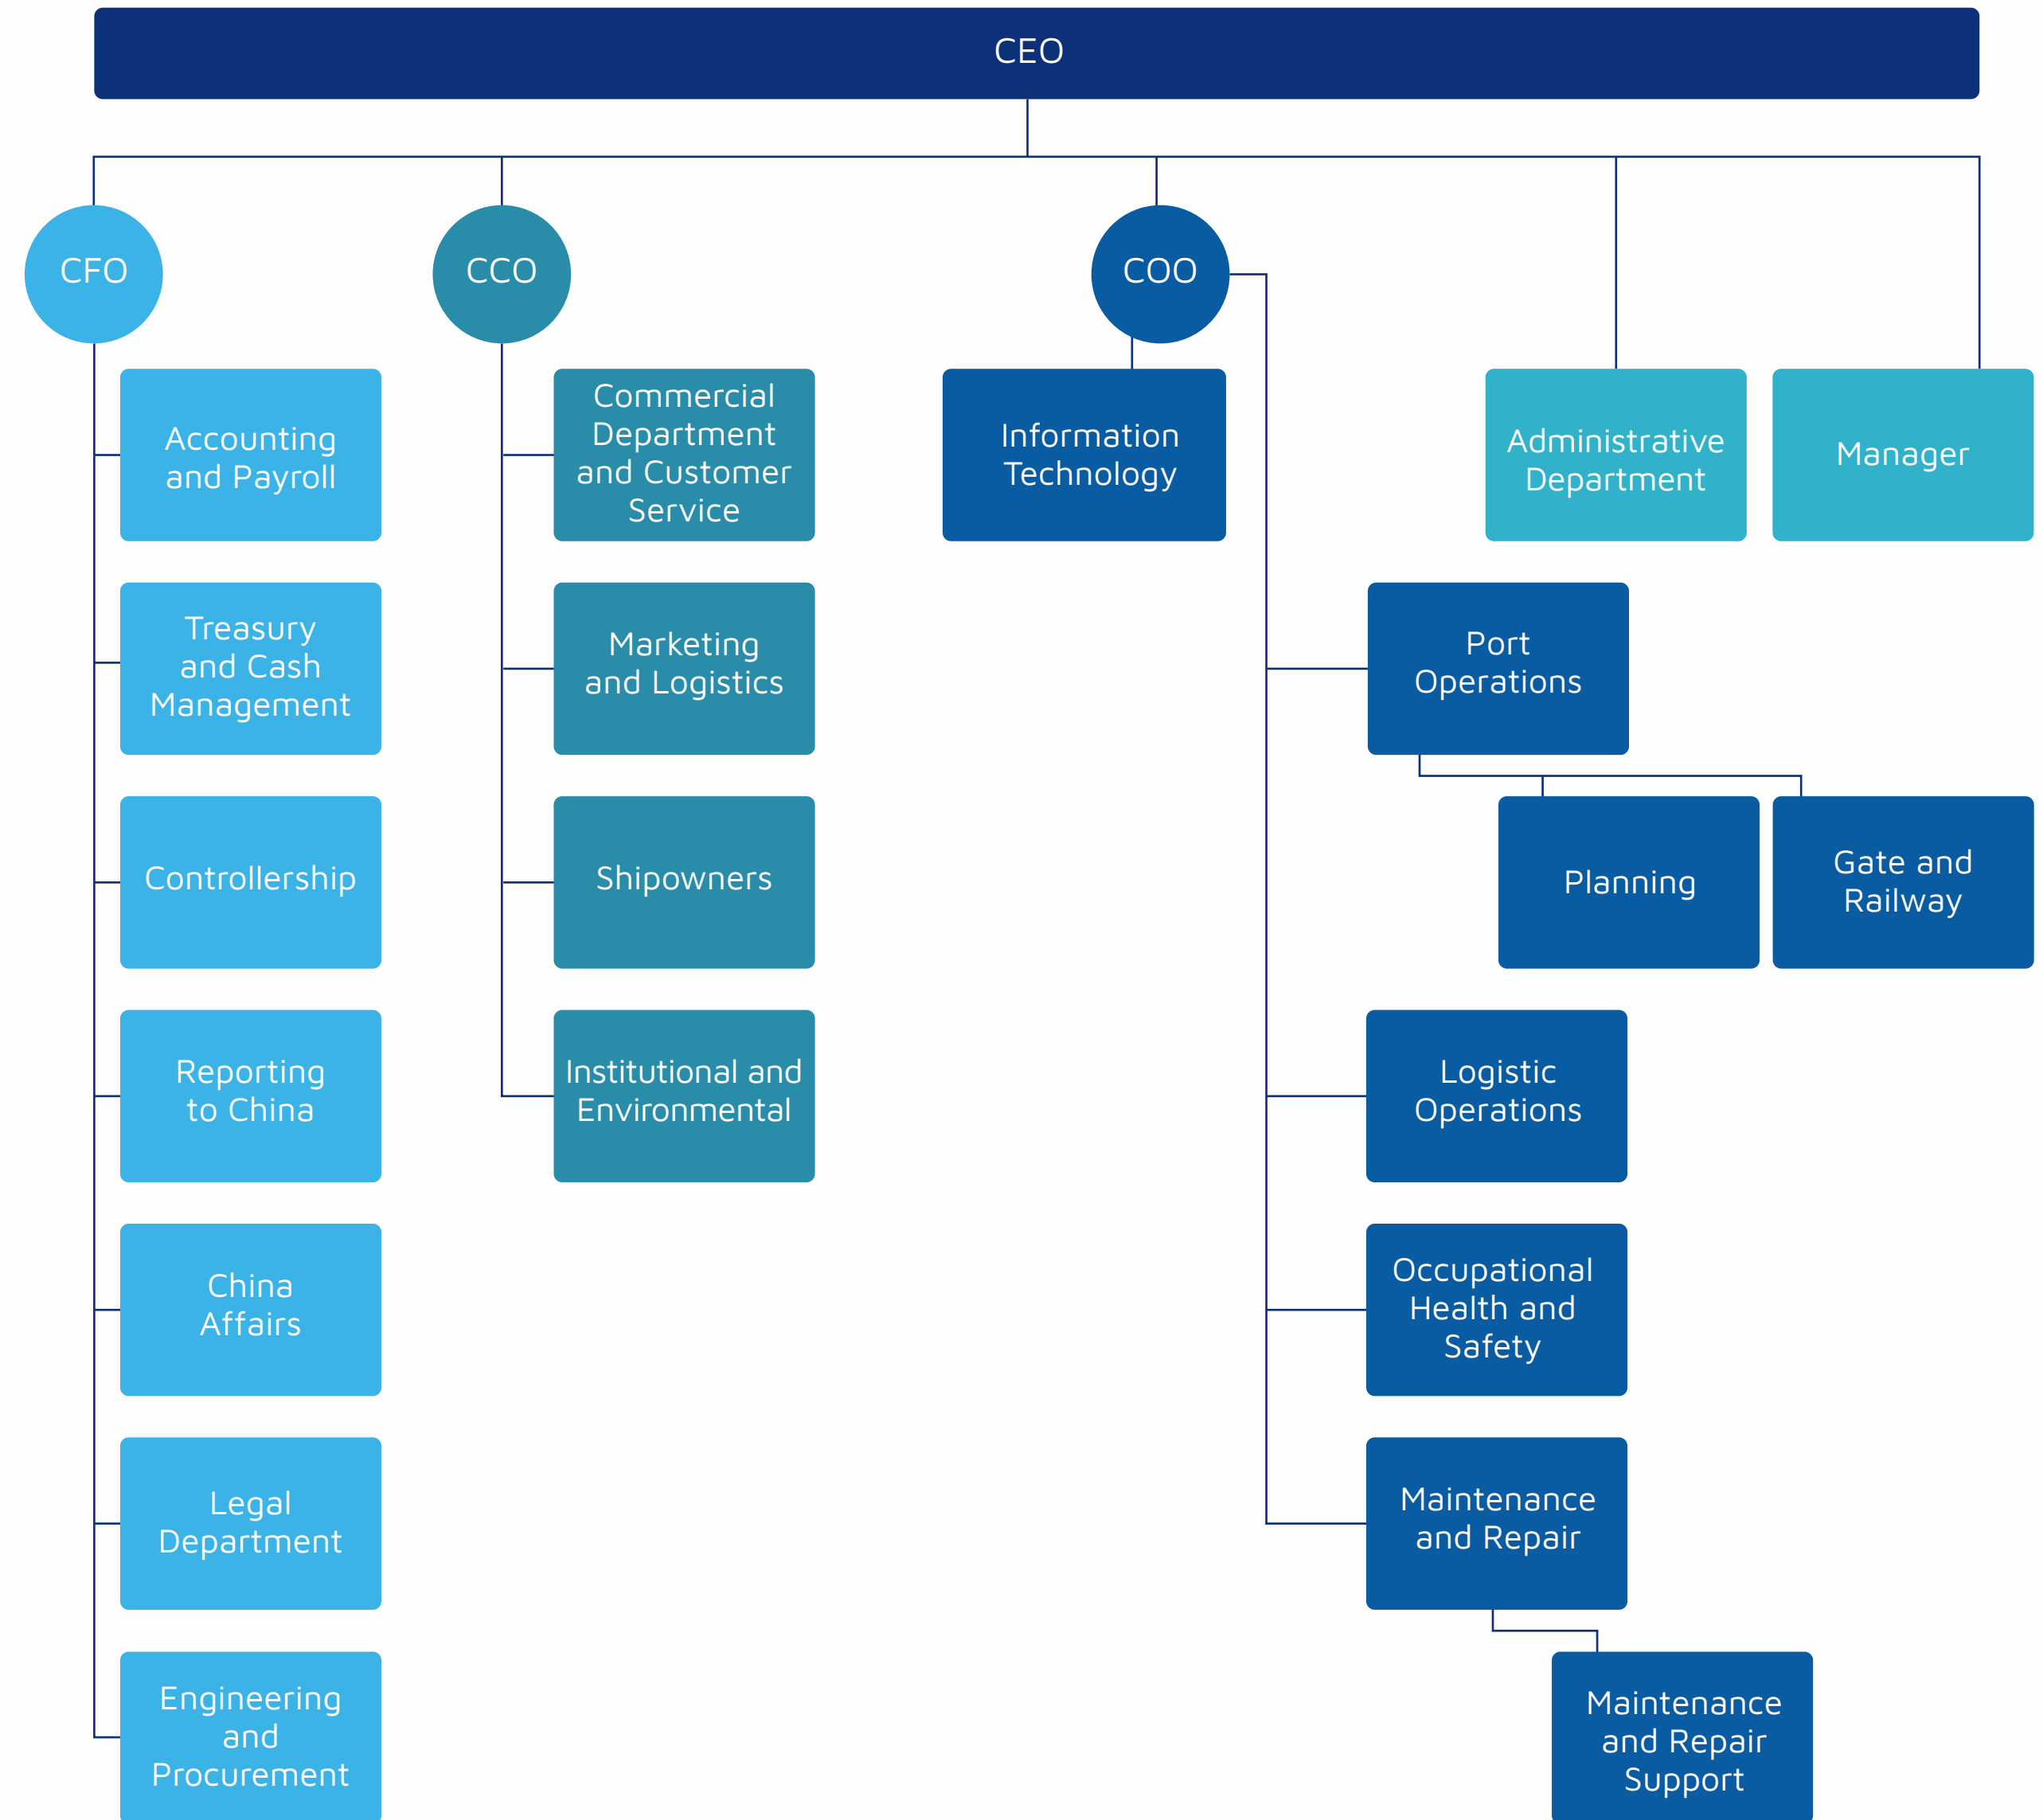 CEO
CFO
CCO
COO
Accounting
and Payroll
Commercial
Department
and Customer
Service
Information
Technology
Administrative
Department
Manager
Treasury
and Cash
Management
Marketing
and Logistics
Port
Operations
Controllership
Shipowners
Planning
Gate and
Railway
Reporting
to China
Institutional and
Environmental
Logistic
Operations
China
Affairs
Occupational
Health and
Safety
Legal
Department
Maintenance
and Repair
Engineering
and
Procurement
Maintenance
and Repair
Support